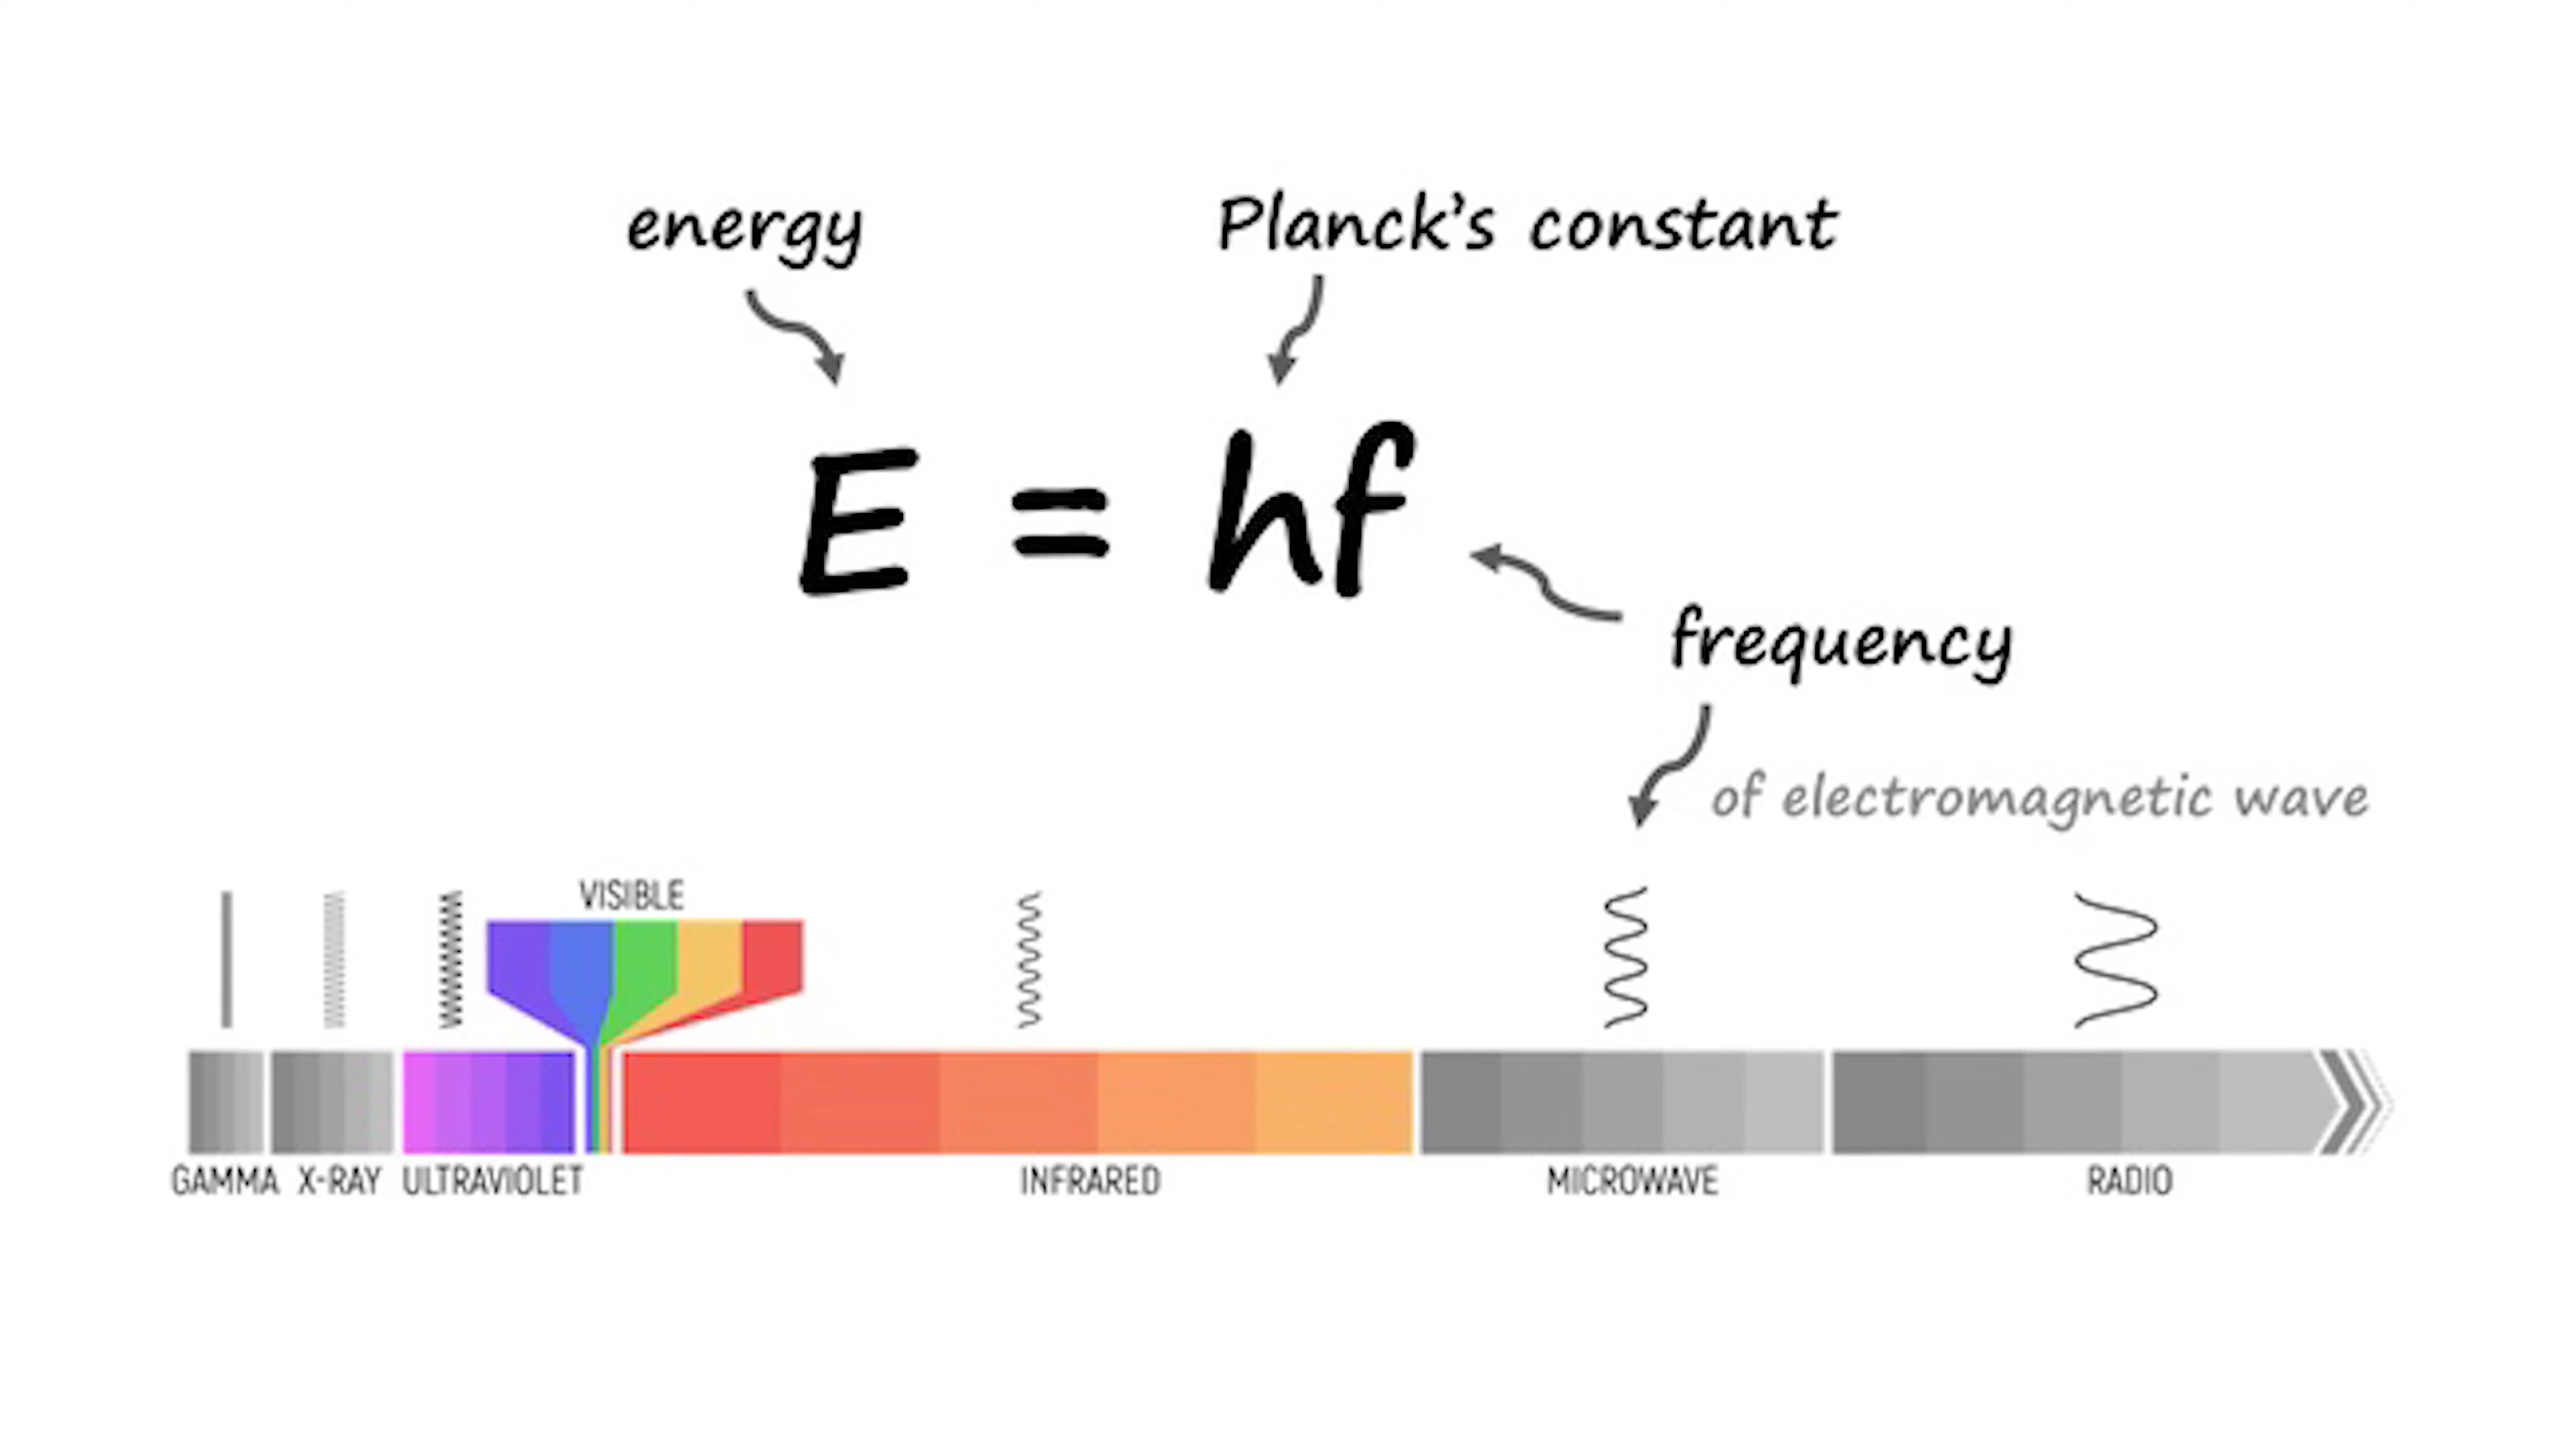 energy
Planck's constant
E = hf
frequency
of electromagnetic wave
VISIBLE
GAMMA X-RAY ULTRAVIOLET INFRARED MICROWAVE RADIO